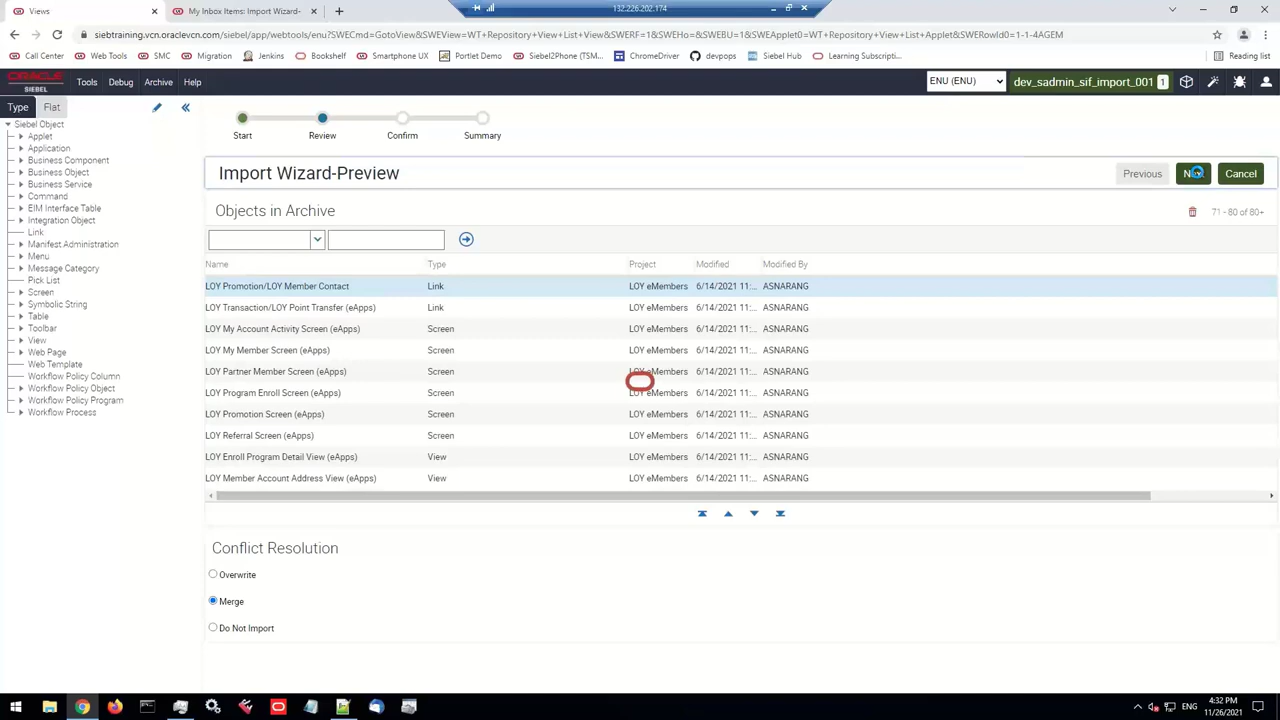 Views
My Inbox Items: Import Wizard-
132.226.202.174
siebtraining.vcn.oraclevcn.com/siebel/app/webtools/enu?SWECmd=GotoView&SWEView=WT+Repository+View+List+View&SWERF=1&SWEHo=&SWEBU=1&SWEApplet0=WT+Repository+View+List+Applet&SWERowId0=1-1-4AGEM
Call Center
Web Tools
SMC
Migration
Jenkins
Bookshelf
Smartphone UX
Portlet Demo
Siebel2Phone (TSM...
ChromeDriver
devpops
Siebel Hub
Learning Subscripti...
Reading list
ORACLE
SIEBEL
Tools
Debug
Archive
Help
ENU (ENU)
dev_sadmin_sif_import_001 1
Type
Flat
Siebel Object
Applet
Application
Business Component
Business Object
Business Service
Command
EIM Interface Table
Integration Object
Link
Manifest Administration
Menu
Message Category
Pick List
Screen
Symbolic String
Table
Toolbar
View
Web Page
Web Template
Workflow Policy Column
Workflow Policy Object
Workflow Policy Program
Workflow Process
Start Review Confirm Summary
Import Wizard-Preview
Previous
Cancel
Objects in Archive
71 - 80 of 80+
Name Type Project Modified Modified By
LOY Promotion/LOY Member Contact Link LOY eMembers 6/14/2021 11:... ASNARANG
LOY Transaction/LOY Point Transfer (eApps) Link LOY eMembers 6/14/2021 11:... ASNARANG
LOY My Account Activity Screen (eApps) Screen LOY eMembers 6/14/2021 11:... ASNARANG
LOY My Member Screen (eApps) Screen LOY eMembers 6/14/2021 11:... ASNARANG
LOY Partner Member Screen (eApps) Screen LOY eMembers 6/14/2021 11:... ASNARANG
LOY Program Enroll Screen (eApps) Screen LOY eMembers 6/14/2021 11:... ASNARANG
LOY Promotion Screen (eApps) Screen LOY eMembers 6/14/2021 11:... ASNARANG
LOY Referral Screen (eApps) Screen LOY eMembers 6/14/2021 11:... ASNARANG
LOY Enroll Program Detail View (eApps) View LOY eMembers 6/14/2021 11:... ASNARANG
LOY Member Account Address View (eApps) View LOY eMembers 6/14/2021 11:... ASNARANG
Conflict Resolution
Overwrite
Merge
Do Not Import
ENG
4:32 PM
11/26/2021